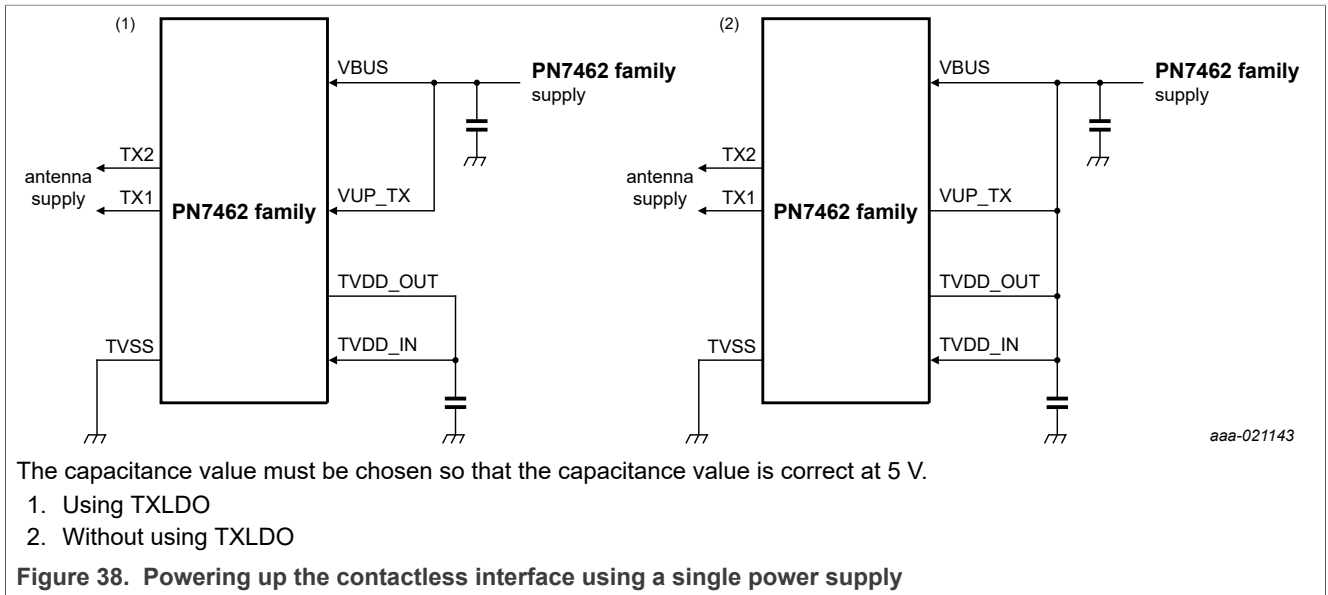 (1)
VBUS
PN7462 family
supply
TX2
antenna
supply
TX1
PN7462 family
VUP_TX
TVDD_OUT
TVSS
TVDD_IN
(2)
VBUS
PN7462 family
supply
TX2
antenna
supply
TX1
PN7462 family
VUP_TX
TVDD_OUT
TVSS
TVDD_IN
aaa-021143
The capacitance value must be chosen so that the capacitance value is correct at 5 V.
1. Using TXLDO
2. Without using TXLDO
Figure 38. Powering up the contactless interface using a single power supply